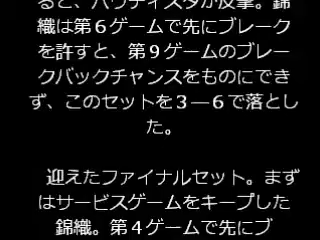 ると、バウティスタが反撃。錦
織は第６ゲームで先にブレーク
を許すと、第９ゲームのブレー
クバックチャンスをものにでき
ず、このセットを３―６で落とし
た。
迎えたファイナルセット。まず
はサービスゲームをキープした
錦織。第４ゲームで先にブ